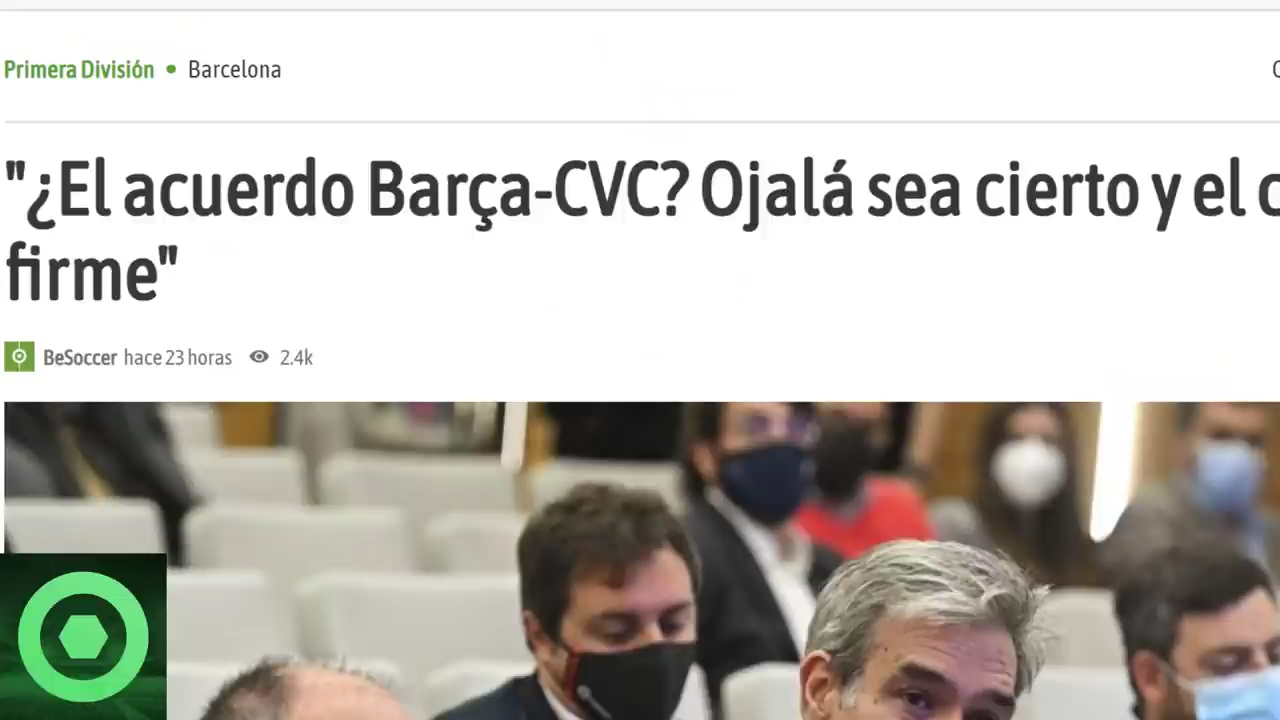 Primera División • Barcelona
"¿El acuerdo Barça-CVC? Ojalá sea cierto y el
firme"
BeSoccer hace 23 horas 2.4k